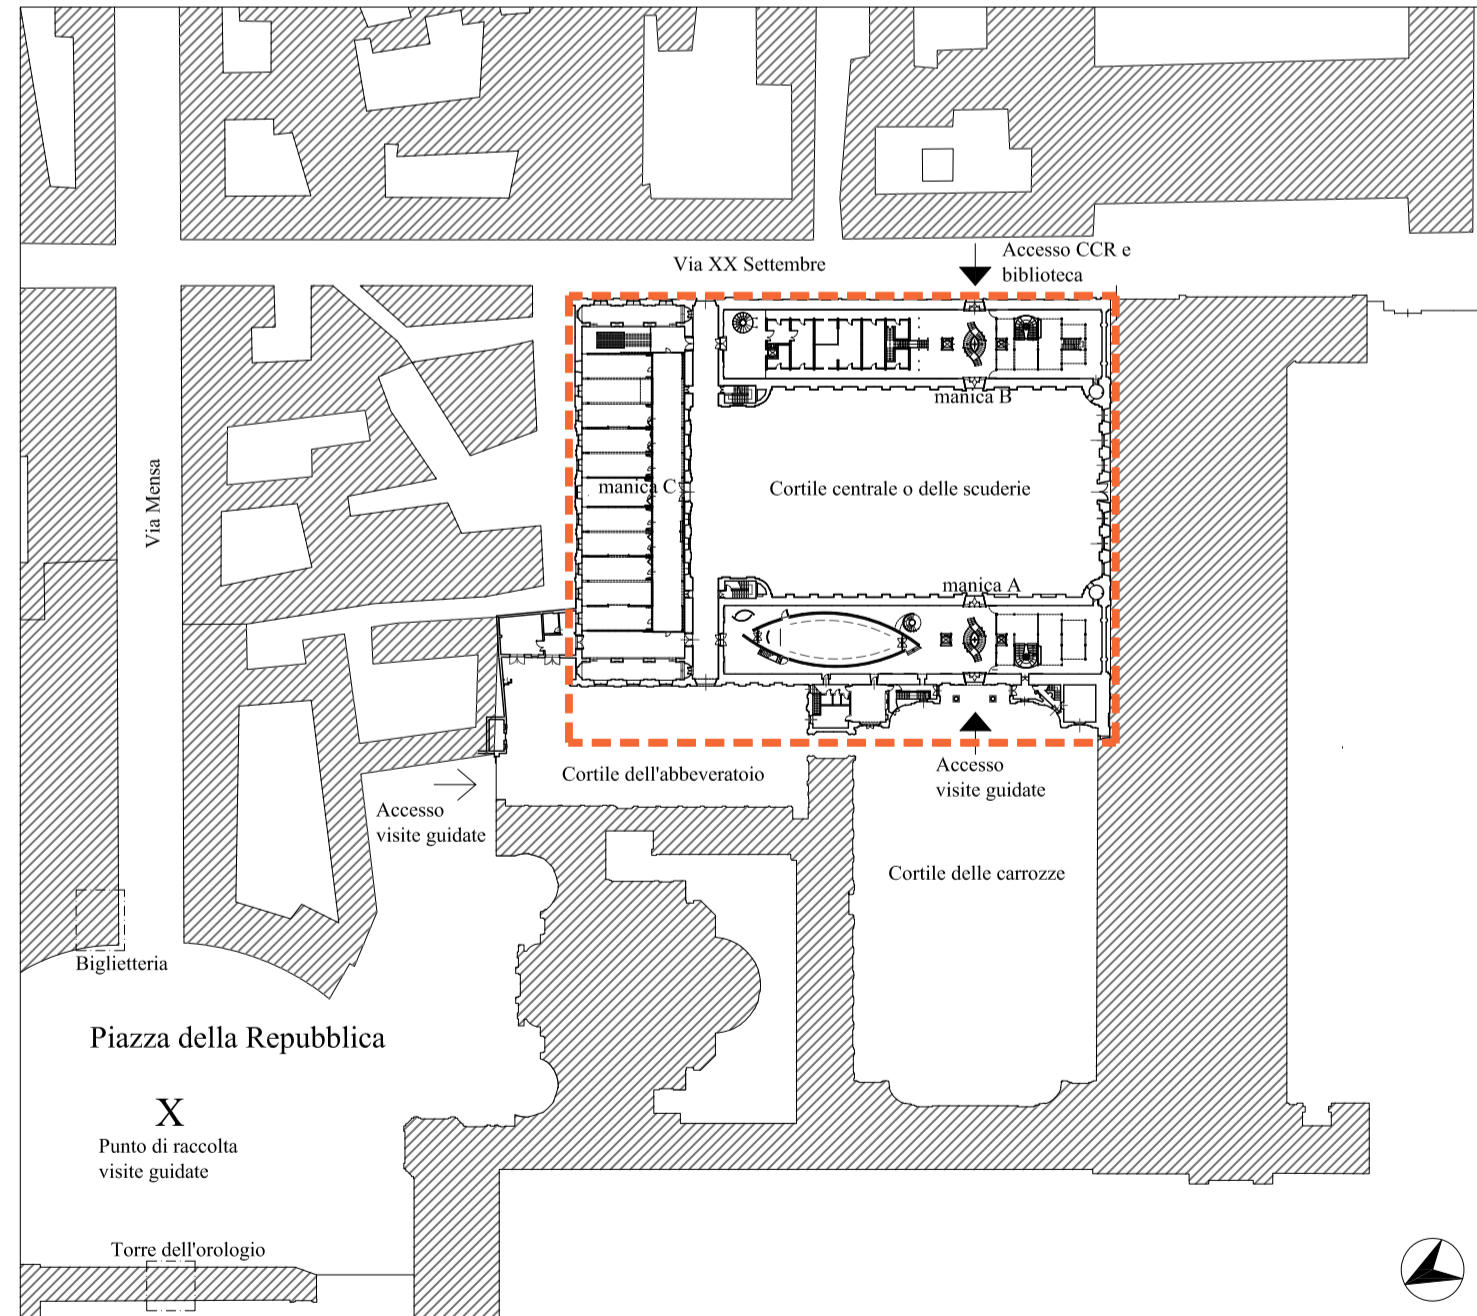 Via XX Settembre
Accesso CCR e
biblioteca
manica B
Via Mensa
manica C
Cortile centrale o delle scuderie
manica A
Cortile dell'abbeveratoio
Accesso
visite guidate
Accesso
visite guidate
Cortile delle carrozze
Biglietteria
Piazza della Repubblica
X
Punto di raccolta
visite guidate
Torre dell'orologio